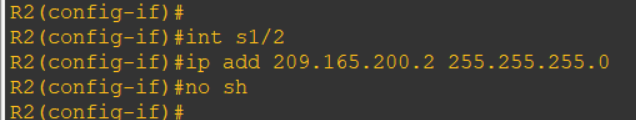 R2(config-if)#
R2(config-if)#int s1/2
R2(config-if)#ip add 209.165.200.2 255.255.255.0
R2(config-if)#no sh
R2(config-if)#